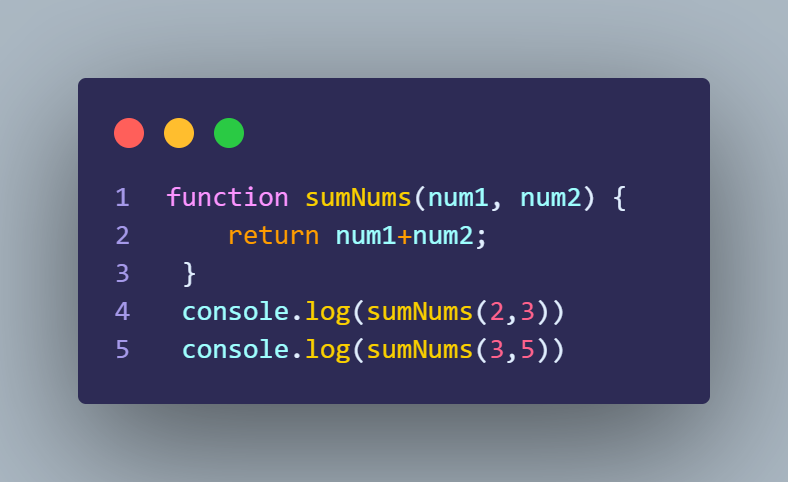 1 function sumNums(num1, num2) {
2     return num1+num2;
3  }
4  console.log(sumNums(2,3))
5  console.log(sumNums(3,5))